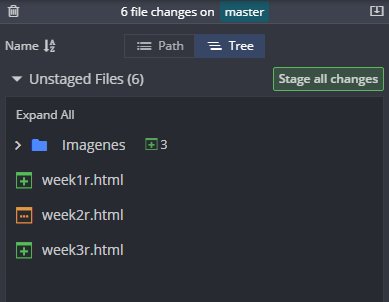 6 file changes on master
Name Path Tree
Unstaged Files (6) Stage all changes
Expand All
Imagenes 3
week1r.html
week2r.html
week3r.html